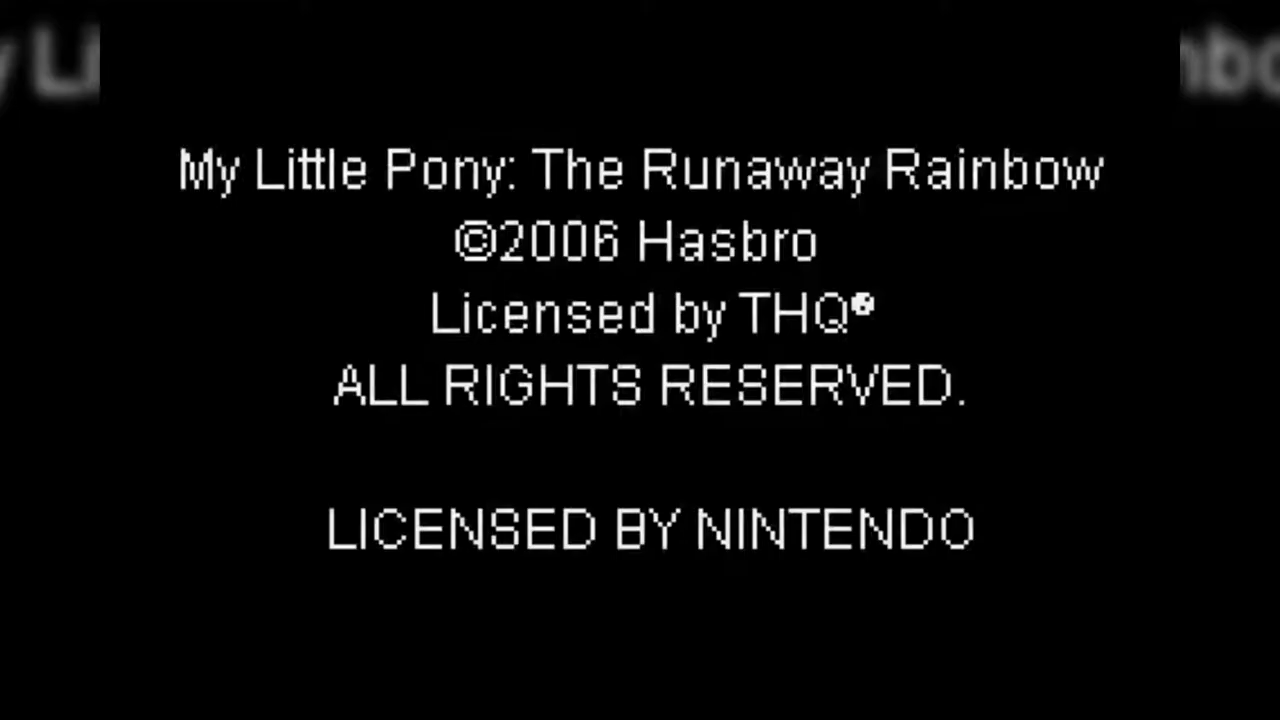 My Little Pony: The Runaway Rainbow
©2006 Hasbro
Licensed by THQ®
ALL RIGHTS RESERVED.
LICENSED BY NINTENDO